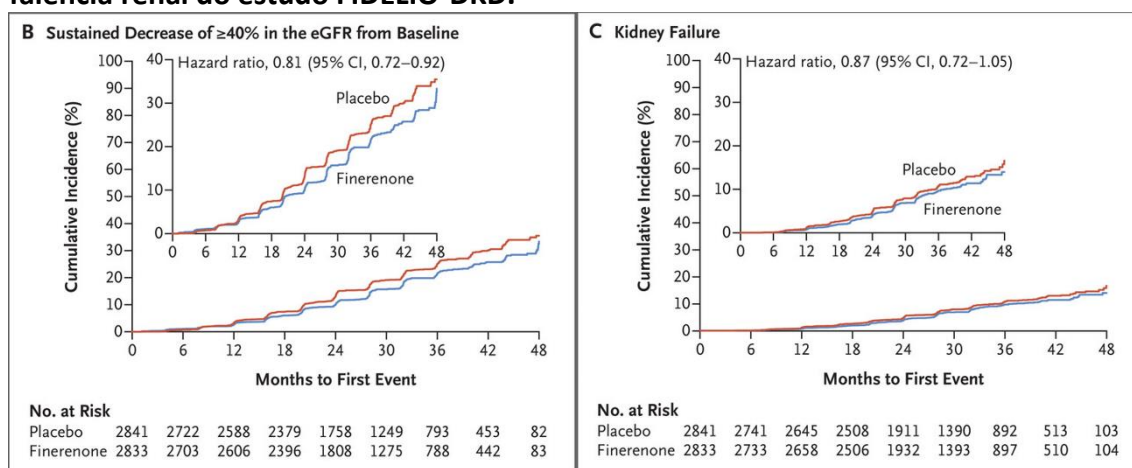 falência renal do estudo FIDELIO-DKD.
B Sustained Decrease of ≥40% in the eGFR from Baseline
Hazard ratio, 0.81 (95% CI, 0.72–0.92)
Placebo
Finerenone
40
30
20
10
0
0 6 12 18 24 30 36 42 48
Cumulative Incidence (%)
100
90
80
70
60
50
40
30
20
10
0
0 6 12 18 24 30 36 42 48
Months to First Event
No. at Risk
Placebo 2841 2722 2588 2379 1758 1249 793 453 82
Finerenone 2833 2703 2606 2396 1808 1275 788 442 83
C Kidney Failure
Hazard ratio, 0.87 (95% CI, 0.72–1.05)
Placebo
Finerenone
40
30
20
10
0
0 6 12 18 24 30 36 42 48
Cumulative Incidence (%)
100
90
80
70
60
50
40
30
20
10
0
0 6 12 18 24 30 36 42 48
Months to First Event
No. at Risk
Placebo 2841 2741 2645 2508 1911 1390 892 513 103
Finerenone 2833 2733 2658 2506 1932 1393 897 510 104